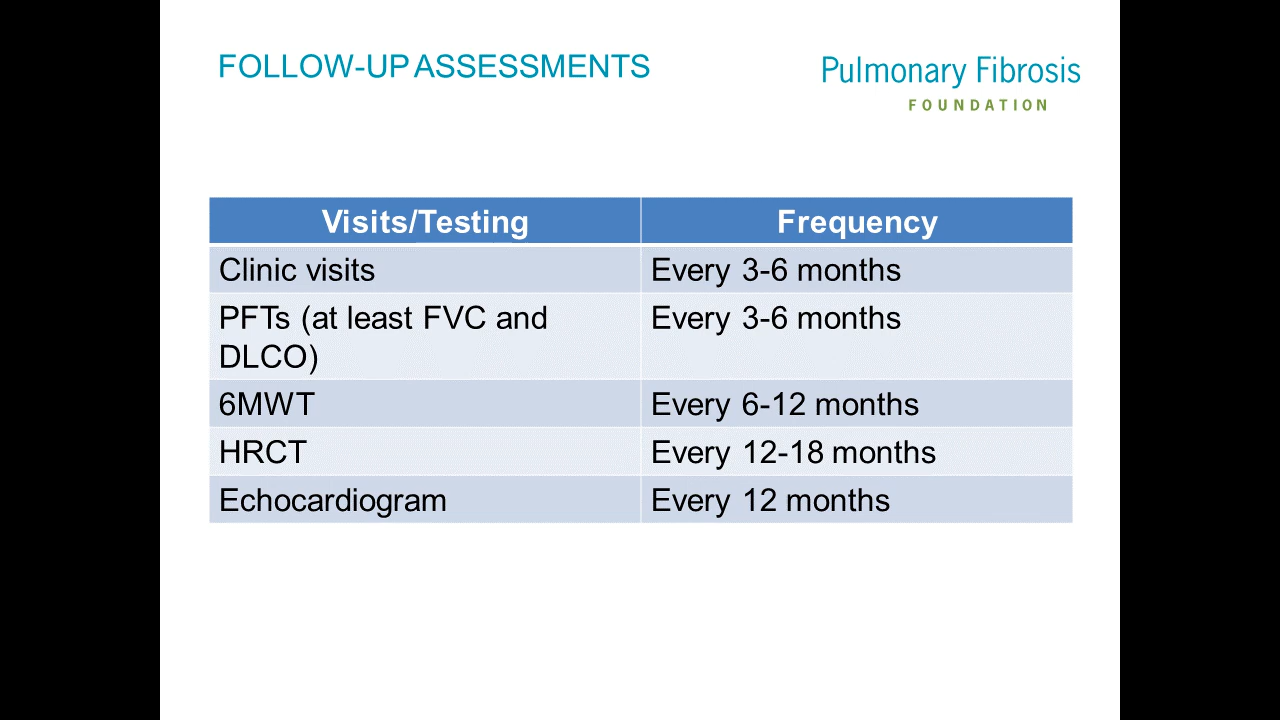 FOLLOW-UP ASSESSMENTS
Pulmonary Fibrosis
FOUNDATION
Visits/Testing Frequency
Clinic visits Every 3-6 months
PFTs (at least FVC and Every 3-6 months
DLCO)
6MWT Every 6-12 months
HRCT Every 12-18 months
Echocardiogram Every 12 months